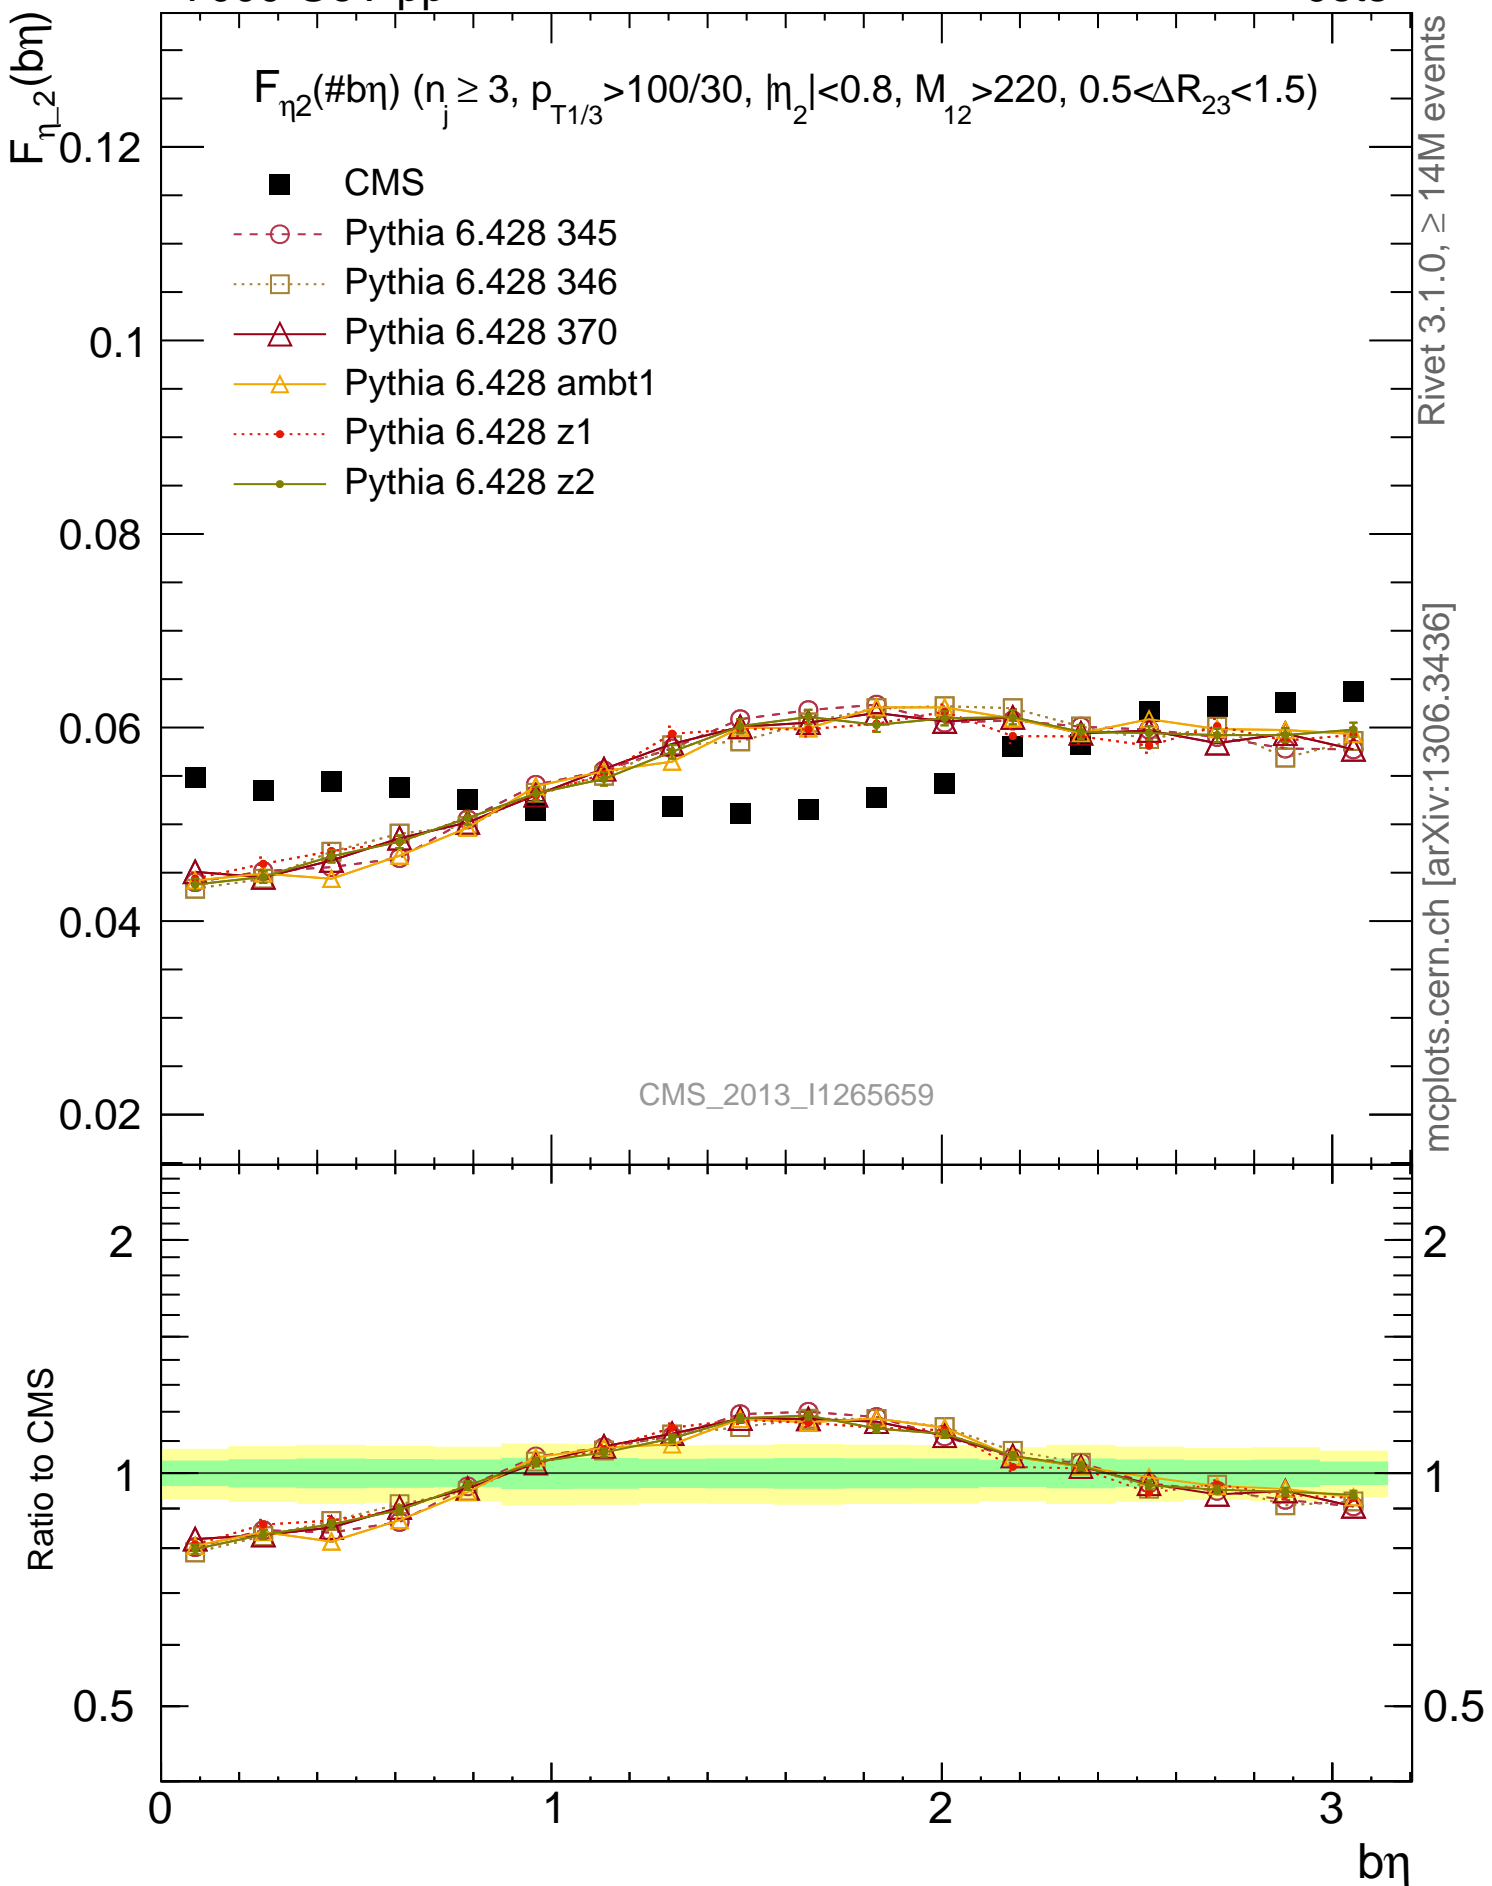 F_η_2(bη)
F_η2(#bη) (n_j ≥ 3, p_T1/3>100/30, |η_2|<0.8, M_12>220, 0.5<ΔR_23<1.5)
CMS
Pythia 6.428 345
Pythia 6.428 346
Pythia 6.428 370
Pythia 6.428 ambt1
Pythia 6.428 z1
Pythia 6.428 z2
0.12
0.1
0.08
0.06
0.04
0.02
CMS_2013_I1265659
Rivet 3.1.0, ≥ 14M events
mcplots.cern.ch [arXiv:1306.3436]
Ratio to CMS
2
1
0.5
2
1
0.5
0
1
2
3
bη